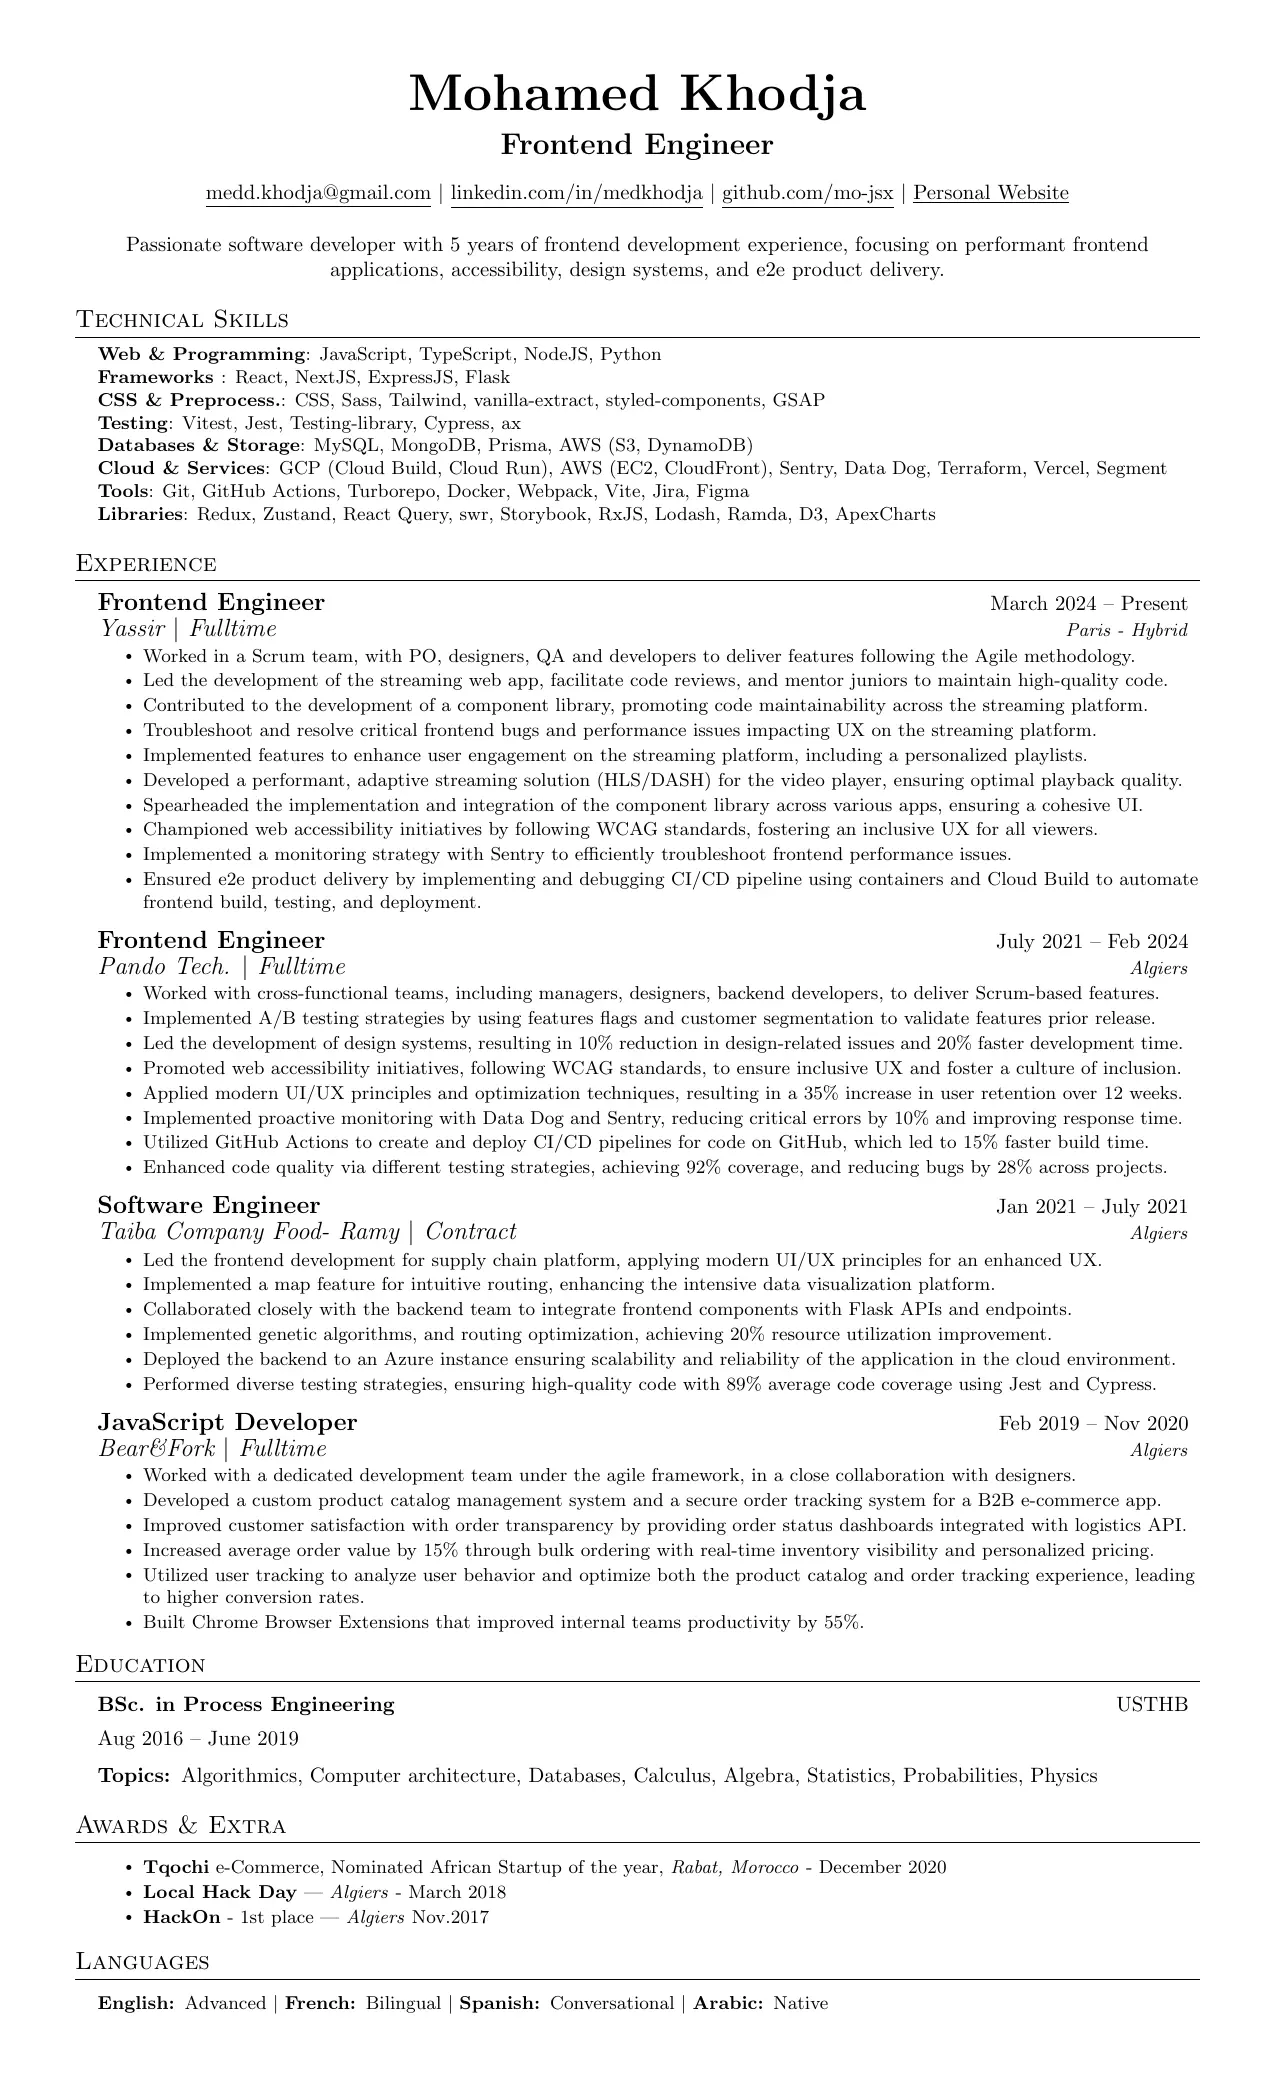 Mohamed Khodja
Frontend Engineer
medd.khodja@gmail.com | linkedin.com/in/medkhodja | github.com/mo-jsx | Personal Website
Passionate software developer with 5 years of frontend development experience, focusing on performant frontend
applications, accessibility, design systems, and e2e product delivery.
Technical Skills
Web & Programming: JavaScript, TypeScript, NodeJS, Python
Frameworks : React, NextJS, ExpressJS, Flask
CSS & Preprocess.: CSS, Sass, Tailwind, vanilla-extract, styled-components, GSAP
Testing: Vitest, Jest, Testing-library, Cypress, ax
Databases & Storage: MySQL, MongoDB, Prisma, AWS (S3, DynamoDB)
Cloud & Services: GCP (Cloud Build, Cloud Run), AWS (EC2, CloudFront), Sentry, Data Dog, Terraform, Vercel, Segment
Tools: Git, GitHub Actions, Turborepo, Docker, Webpack, Vite, Jira, Figma
Libraries: Redux, Zustand, React Query, swr, Storybook, RxJS, Lodash, Ramda, D3, ApexCharts
Experience
Frontend Engineer March 2024 – Present
Yassir | Fulltime Paris - Hybrid
• Worked in a Scrum team, with PO, designers, QA and developers to deliver features following the Agile methodology.
• Led the development of the streaming web app, facilitate code reviews, and mentor juniors to maintain high-quality code.
• Contributed to the development of a component library, promoting code maintainability across the streaming platform.
• Troubleshoot and resolve critical frontend bugs and performance issues impacting UX on the streaming platform.
• Implemented features to enhance user engagement on the streaming platform, including a personalized playlists.
• Developed a performant, adaptive streaming solution (HLS/DASH) for the video player, ensuring optimal playback quality.
• Spearheaded the implementation and integration of the component library across various apps, ensuring a cohesive UI.
• Championed web accessibility initiatives by following WCAG standards, fostering an inclusive UX for all viewers.
• Implemented a monitoring strategy with Sentry to efficiently troubleshoot frontend performance issues.
• Ensured e2e product delivery by implementing and debugging CI/CD pipeline using containers and Cloud Build to automate
frontend build, testing, and deployment.
Frontend Engineer July 2021 – Feb 2024
Pando Tech. | Fulltime Algiers
• Worked with cross-functional teams, including managers, designers, backend developers, to deliver Scrum-based features.
• Implemented A/B testing strategies by using features flags and customer segmentation to validate features prior release.
• Led the development of design systems, resulting in 10% reduction in design-related issues and 20% faster development time.
• Promoted web accessibility initiatives, following WCAG standards, to ensure inclusive UX and foster a culture of inclusion.
• Applied modern UI/UX principles and optimization techniques, resulting in a 35% increase in user retention over 12 weeks.
• Implemented proactive monitoring with Data Dog and Sentry, reducing critical errors by 10% and improving response time.
• Utilized GitHub Actions to create and deploy CI/CD pipelines for code on GitHub, which led to 15% faster build time.
• Enhanced code quality via different testing strategies, achieving 92% coverage, and reducing bugs by 28% across projects.
Software Engineer Jan 2021 – July 2021
Taiba Company Food- Ramy | Contract Algiers
• Led the frontend development for supply chain platform, applying modern UI/UX principles for an enhanced UX.
• Implemented a map feature for intuitive routing, enhancing the intensive data visualization platform.
• Collaborated closely with the backend team to integrate frontend components with Flask APIs and endpoints.
• Implemented genetic algorithms, and routing optimization, achieving 20% resource utilization improvement.
• Deployed the backend to an Azure instance ensuring scalability and reliability of the application in the cloud environment.
• Performed diverse testing strategies, ensuring high-quality code with 89% average code coverage using Jest and Cypress.
JavaScript Developer Feb 2019 – Nov 2020
Bear&Fork | Fulltime Algiers
• Worked with a dedicated development team under the agile framework, in a close collaboration with designers.
• Developed a custom product catalog management system and a secure order tracking system for a B2B e-commerce app.
• Improved customer satisfaction with order transparency by providing order status dashboards integrated with logistics API.
• Increased average order value by 15% through bulk ordering with real-time inventory visibility and personalized pricing.
• Utilized user tracking to analyze user behavior and optimize both the product catalog and order tracking experience, leading
to higher conversion rates.
• Built Chrome Browser Extensions that improved internal teams productivity by 55%.
Education
BSc. in Process Engineering USTHB
Aug 2016 – June 2019
Topics: Algorithmics, Computer architecture, Databases, Calculus, Algebra, Statistics, Probabilities, Physics
Awards & Extra
• Tqochi e-Commerce, Nominated African Startup of the year, Rabat, Morocco - December 2020
• Local Hack Day — Algiers - March 2018
• HackOn - 1st place — Algiers Nov.2017
Languages
English: Advanced | French: Bilingual | Spanish: Conversational | Arabic: Native